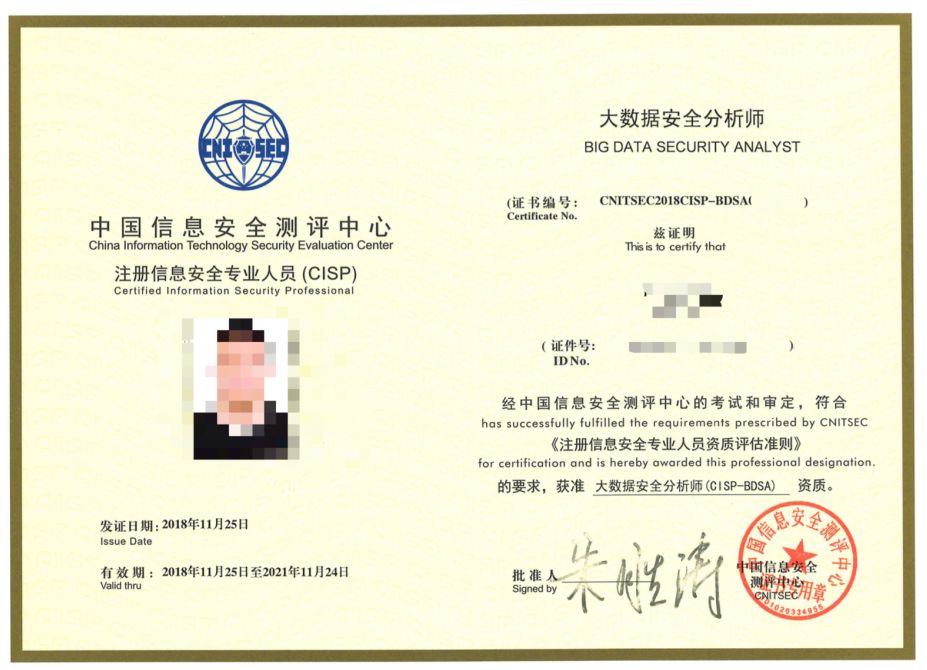 CNITSEC
中国信息安全测评中心
China Information Technology Security Evaluation Center
注册信息安全专业人员 (CISP)
Certified Information Security Professional
发证日期: 2018年11月25日
Issue Date
有效期: 2018年11月25日至2021年11月24日
Valid thru
大数据安全分析师
BIG DATA SECURITY ANALYST
(证书编号: CNITSEC2018CISP-BDSA )
Certificate No.
兹证明
This is to certify that
(证件号: )
ID No.
经中国信息安全测评中心的考试和审定，符合
has successfully fulfilled the requirements prescribed by CNITSEC
《注册信息安全专业人员资质评估准则》
for certification and is hereby awarded this professional designation.
的要求，获准 大数据安全分析师(CISP-BDSA) 资质。
批准人 朱胜涛
Signed by
中国信息安全
测评中心
CNITSEC
中国信息安全测评中心
证书专用章